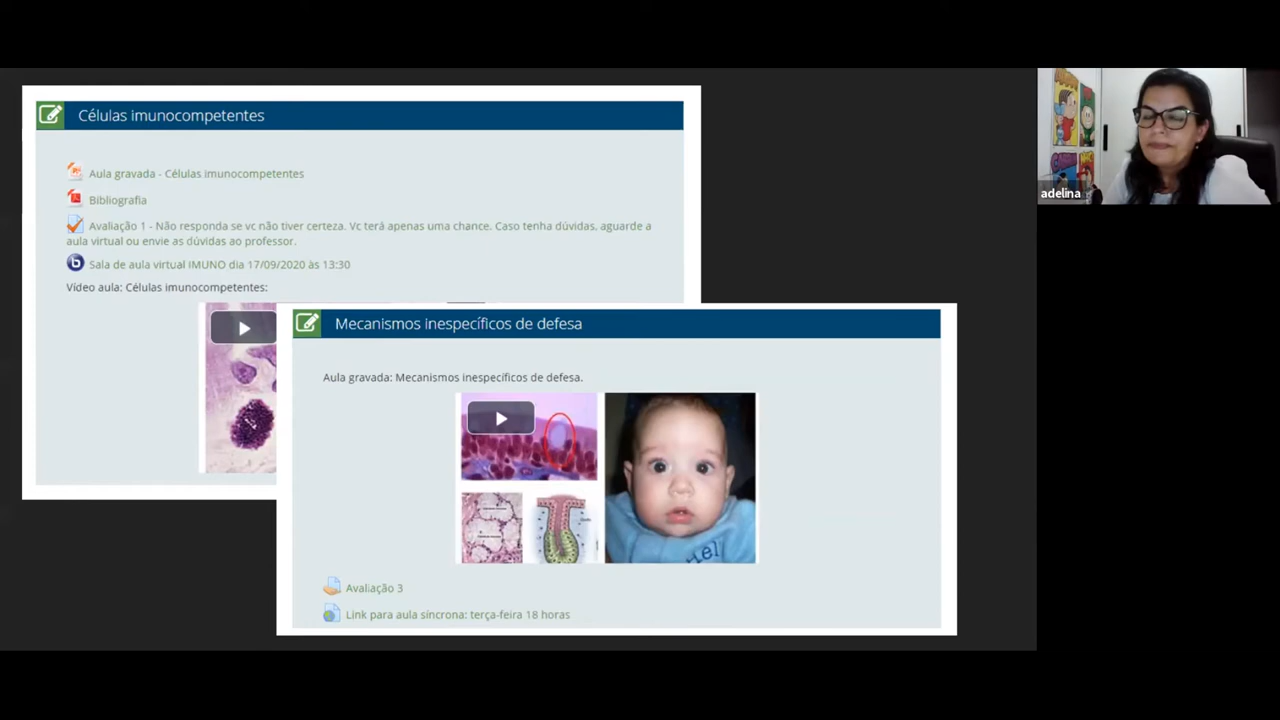 Células imunocompetentes
Aula gravada - Células imunocompetentes
Bibliografia
Avaliação 1 - Não responda se vc não tiver certeza. Vc terá apenas uma chance. Caso tenha dúvidas, aguarde a
aula virtual ou envie as dúvidas ao professor.
Sala de aula virtual IMUNO dia 17/09/2020 às 13:30
Vídeo aula: Células imunocompetentes:
Mecanismos inespecíficos de defesa
Aula gravada: Mecanismos inespecíficos de defesa.
Hel
Avaliação 3
Link para aula síncrona: terça-feira 18 horas
adelina